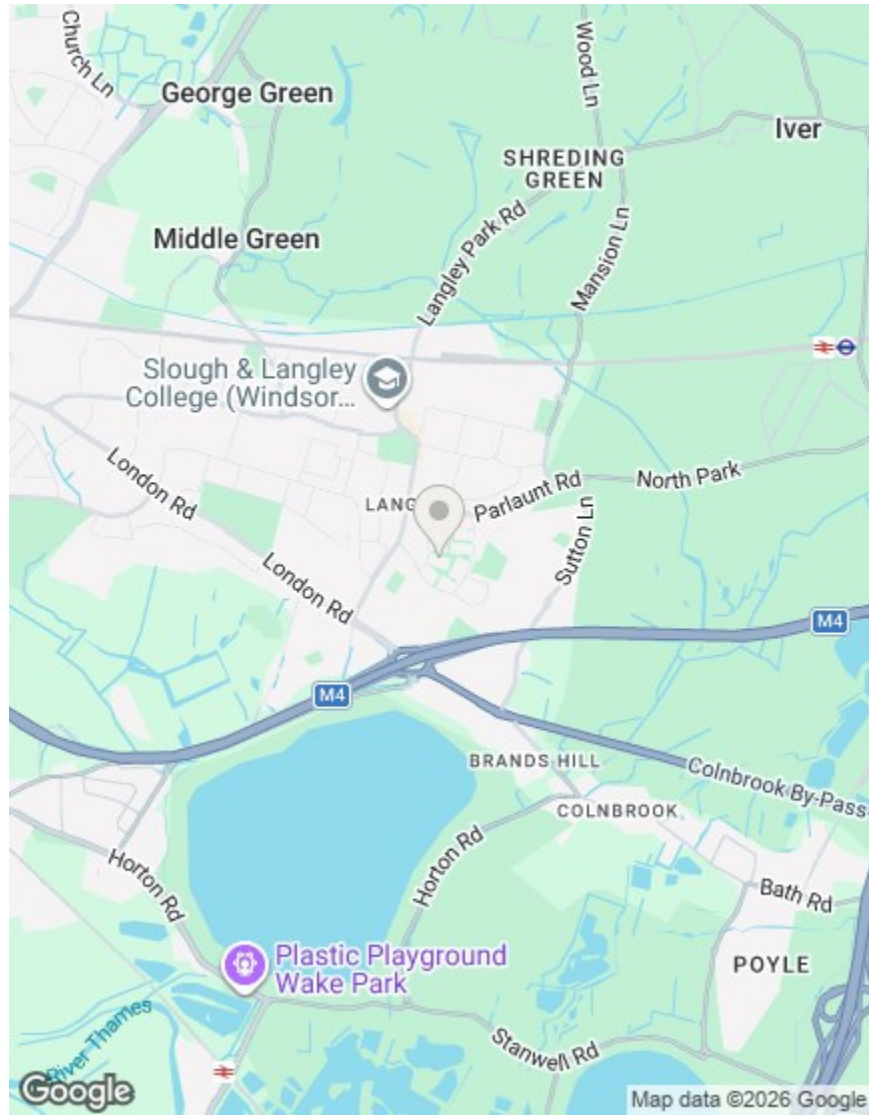 Church Ln
George Green
Wood Ln
Iver
SHREDING
GREEN
Middle Green
Langley Park Rd
Mansion Ln
Slough & Langley
College (Windsor...
London Rd
LANG
Parlaunt Rd
North Park
Sutton Ln
London Rd
M4
M4
BRANDS HILL
Colnbrook By-Pass
COLNBROOK
Horton Rd
Horton Rd
Bath Rd
Plastic Playground
Wake Park
POYLE
River Thames
Stanwell Rd
Google
Map data ©2026 Google